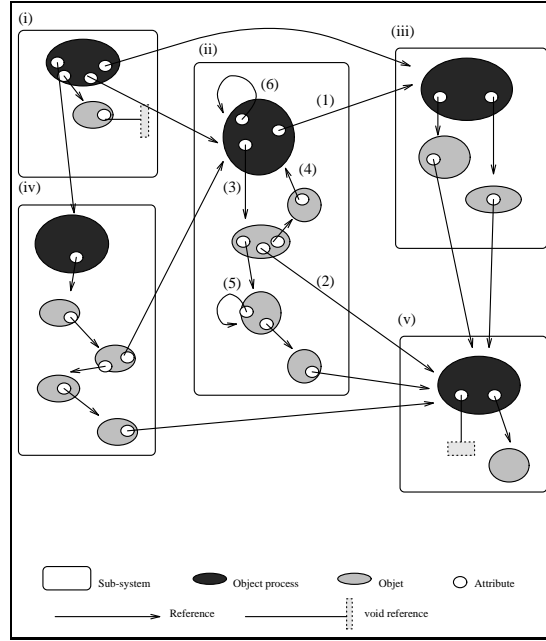 (i)
(ii)
(iii)
(6)
(1)
(3)
(4)
(iv)
(5)
(2)
(v)
Sub-system
Object process
Objet
Attribute
Reference
void reference